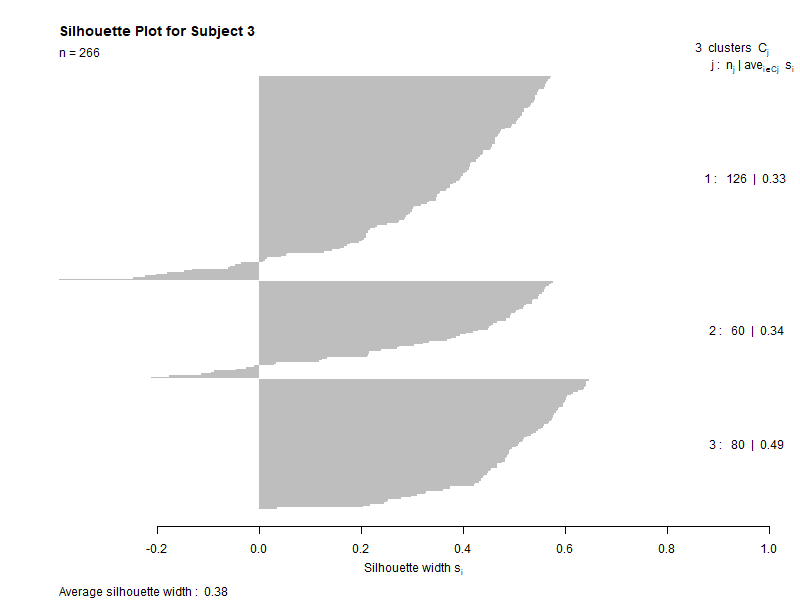 Silhouette Plot for Subject 3
n = 266
3 clusters Cj
j : nj | avei∈Cj si
1 : 126 | 0.33
2 : 60 | 0.34
3 : 80 | 0.49
-0.2 0.0 0.2 0.4 0.6 0.8 1.0
Silhouette width si
Average silhouette width : 0.38